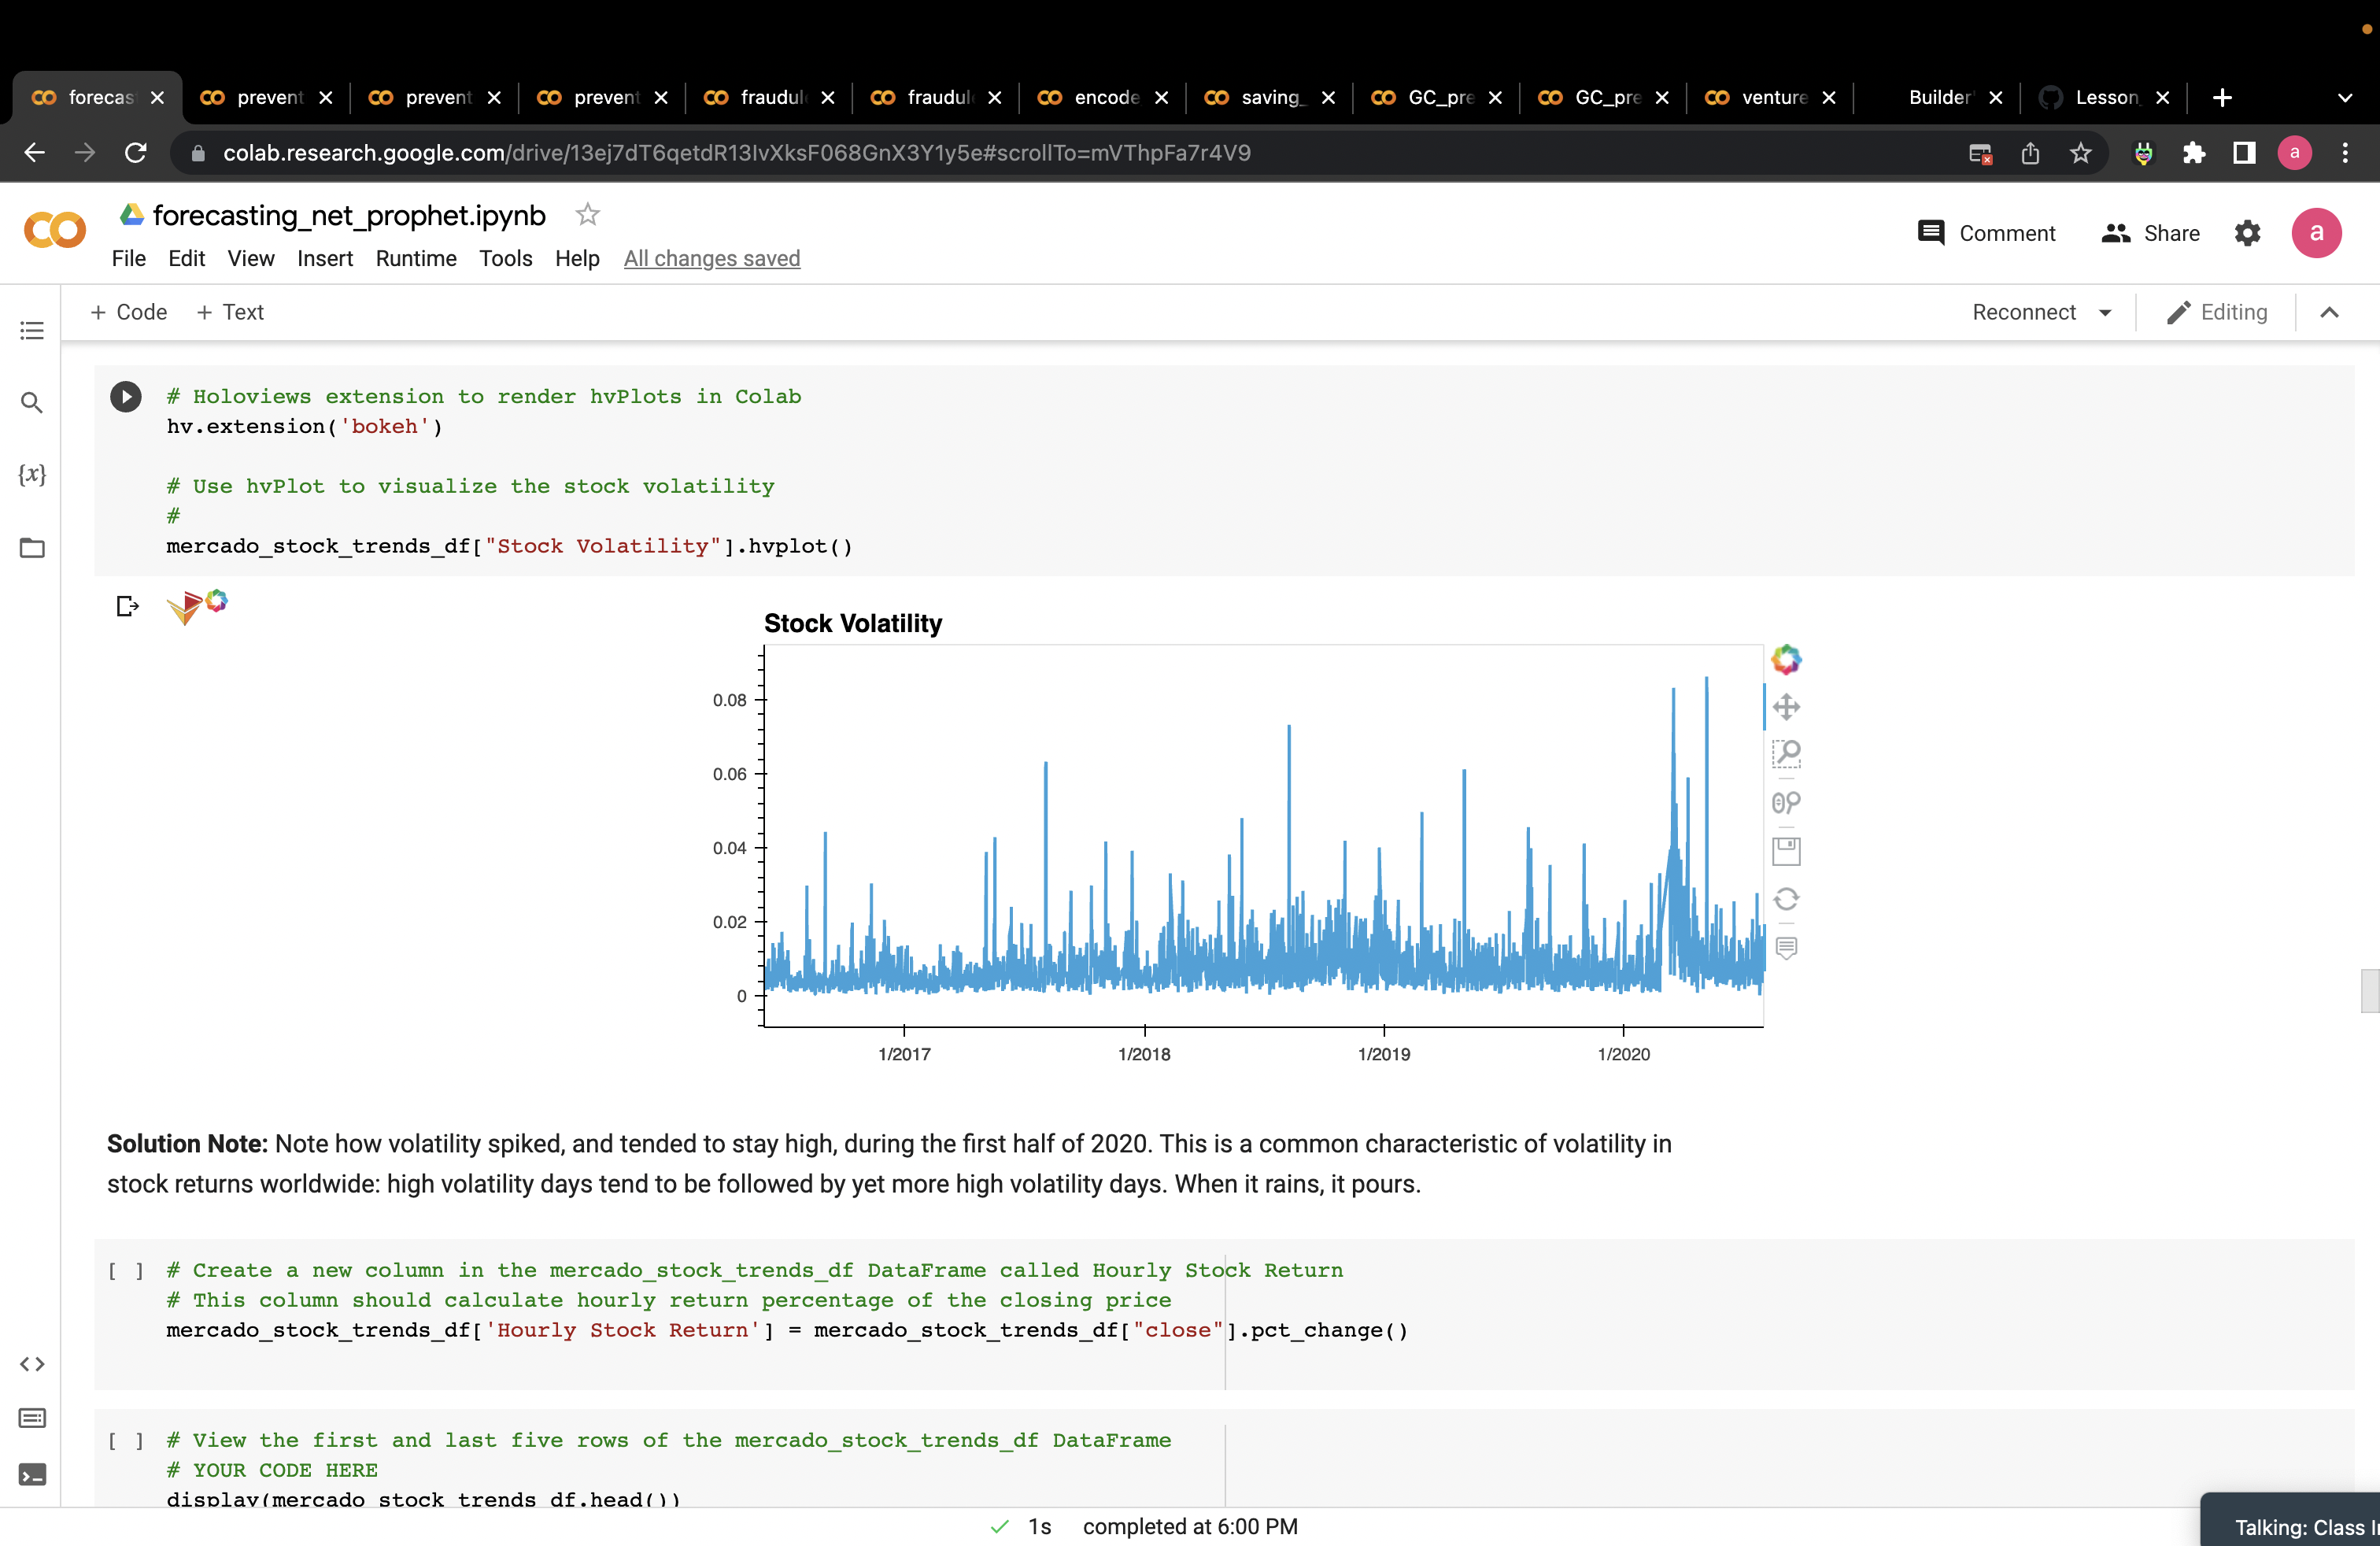 forecas
prevent
prevent
prevent
fraudul
fraudul
encode
saving_
GC_pre
GC_pre
venture
Builder'
Lesson_
colab.research.google.com/drive/13ej7dT6qetdR13IvXksF068GnX3Y1y5e#scrollTo=mVThpFa7r4V9
a
forecasting_net_prophet.ipynb
Comment
Share
a
File Edit View Insert Runtime Tools Help All changes saved
+ Code + Text
Reconnect
Editing
{x}
# Holoviews extension to render hvPlots in Colab
hv.extension('bokeh')
# Use hvPlot to visualize the stock volatility
#
mercado_stock_trends_df["Stock Volatility"].hvplot()
Stock Volatility
0.08
0.06
0.04
0.02
0
1/2017
1/2018
1/2019
1/2020
Solution Note: Note how volatility spiked, and tended to stay high, during the first half of 2020. This is a common characteristic of volatility in
stock returns worldwide: high volatility days tend to be followed by yet more high volatility days. When it rains, it pours.
[ ] # Create a new column in the mercado_stock_trends_df DataFrame called Hourly Stock Return
# This column should calculate hourly return percentage of the closing price
mercado_stock_trends_df['Hourly Stock Return'] = mercado_stock_trends_df["close"].pct_change()
[ ] # View the first and last five rows of the mercado_stock_trends_df DataFrame
# YOUR CODE HERE
display(mercado_stock_trends_df.head())
1s completed at 6:00 PM
Talking: Class